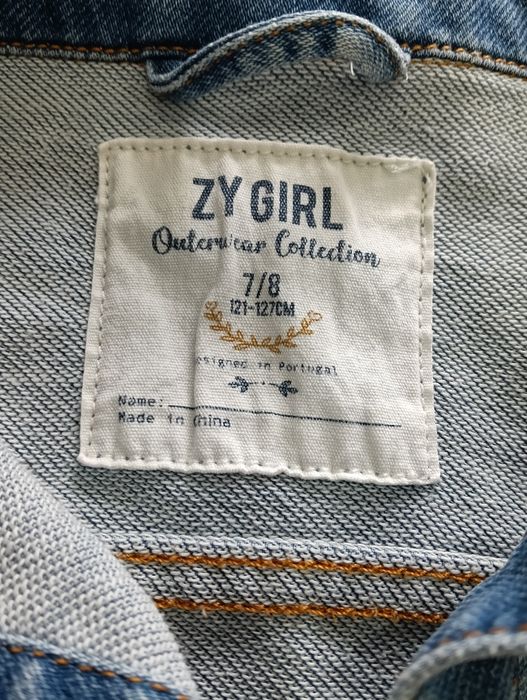 ZY GIRL
Outerwear Collection
7/8
121-127CM
esigned in Portugal
Name:
Made in China